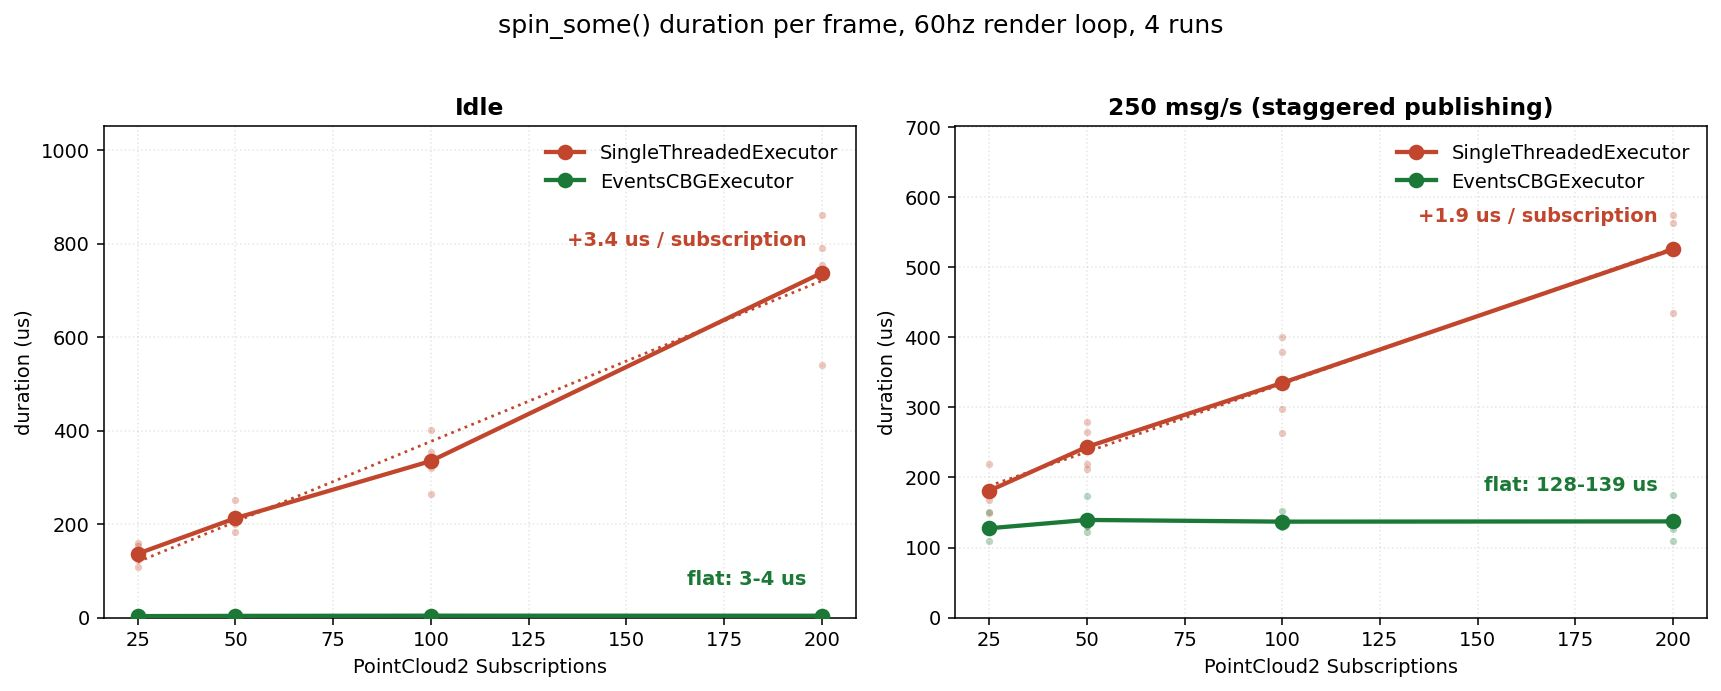 spin_some() duration per frame, 60hz render loop, 4 runs
Idle
1000
800
600
400
200
0
duration (us)
SingleThreadedExecutor
EventsCBGExecutor
+3.4 us / subscription
flat: 3-4 us
25 50 75 100 125 150 175 200
PointCloud2 Subscriptions
250 msg/s (staggered publishing)
700
600
500
400
300
200
100
0
duration (us)
SingleThreadedExecutor
EventsCBGExecutor
+1.9 us / subscription
flat: 128-139 us
25 50 75 100 125 150 175 200
PointCloud2 Subscriptions